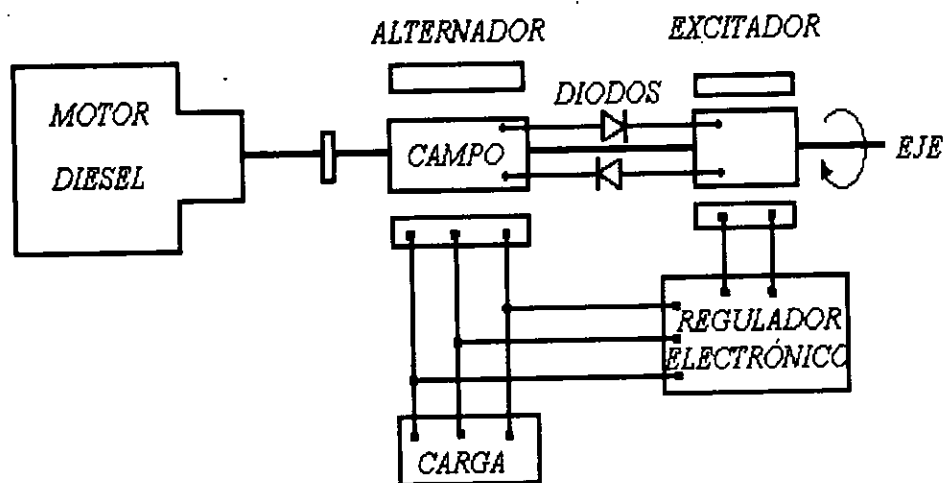 ALTERNADOR
EXCITADOR
MOTOR
DIESEL
DIODOS
CAMPO
EJE
REGULADOR
ELECTRÓNICO
CARGA